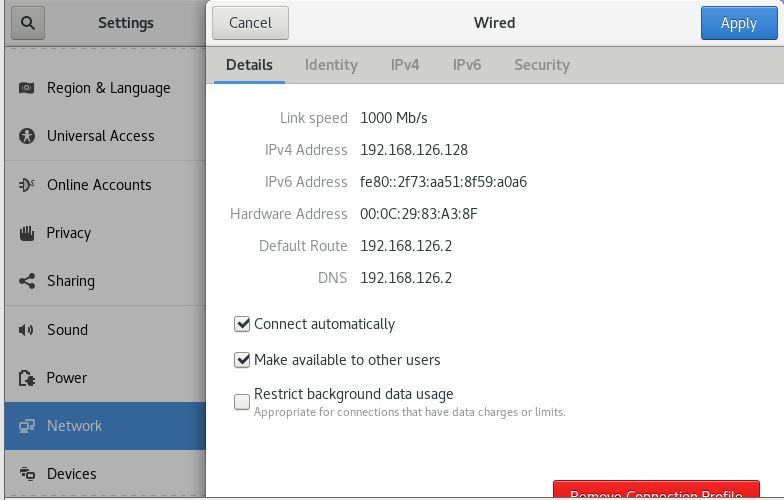 Settings
Region & Language
Universal Access
Online Accounts
Privacy
Sharing
Sound
Power
Network
Devices
Cancel
Wired
Apply
Details Identity IPv4 IPv6 Security
Link speed 1000 Mb/s
IPv4 Address 192.168.126.128
IPv6 Address fe80::2f73:aa51:8f59:a0a6
Hardware Address 00:0C:29:83:A3:8F
Default Route 192.168.126.2
DNS 192.168.126.2
Connect automatically
Make available to other users
Restrict background data usage
Appropriate for connections that have data charges or limits.
Remove Connection Profile